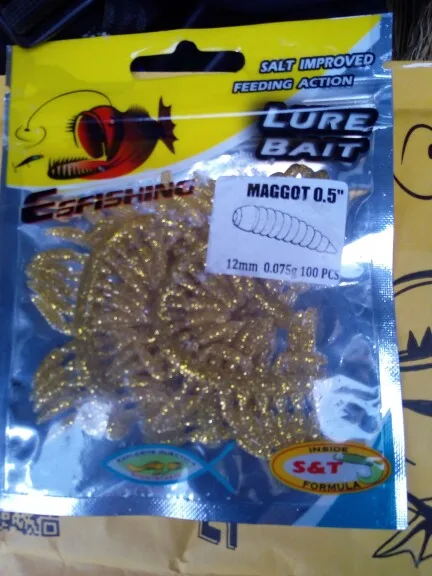 SALT IMPROVED
FEEDING ACTION
LURE
BAIT
ESFISHING
MAGGOT 0.5"
12mm 0.075g 100 PCS
INSIDE
S&T
FORMULA